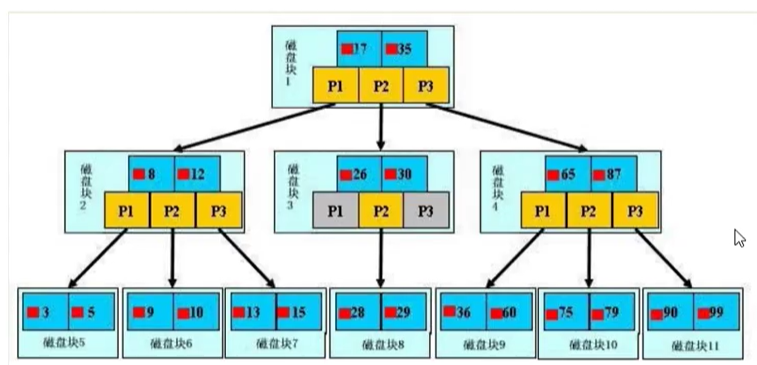 磁盘块1
17 35
P1 P2 P3
磁盘块2
8 12
P1 P2 P3
磁盘块3
26 30
P1 P2 P3
磁盘块4
65 87
P1 P2 P3
3 5
磁盘块5
9 10
磁盘块6
13 15
磁盘块7
28 29
磁盘块8
36 60
磁盘块9
75 79
磁盘块10
90 99
磁盘块11